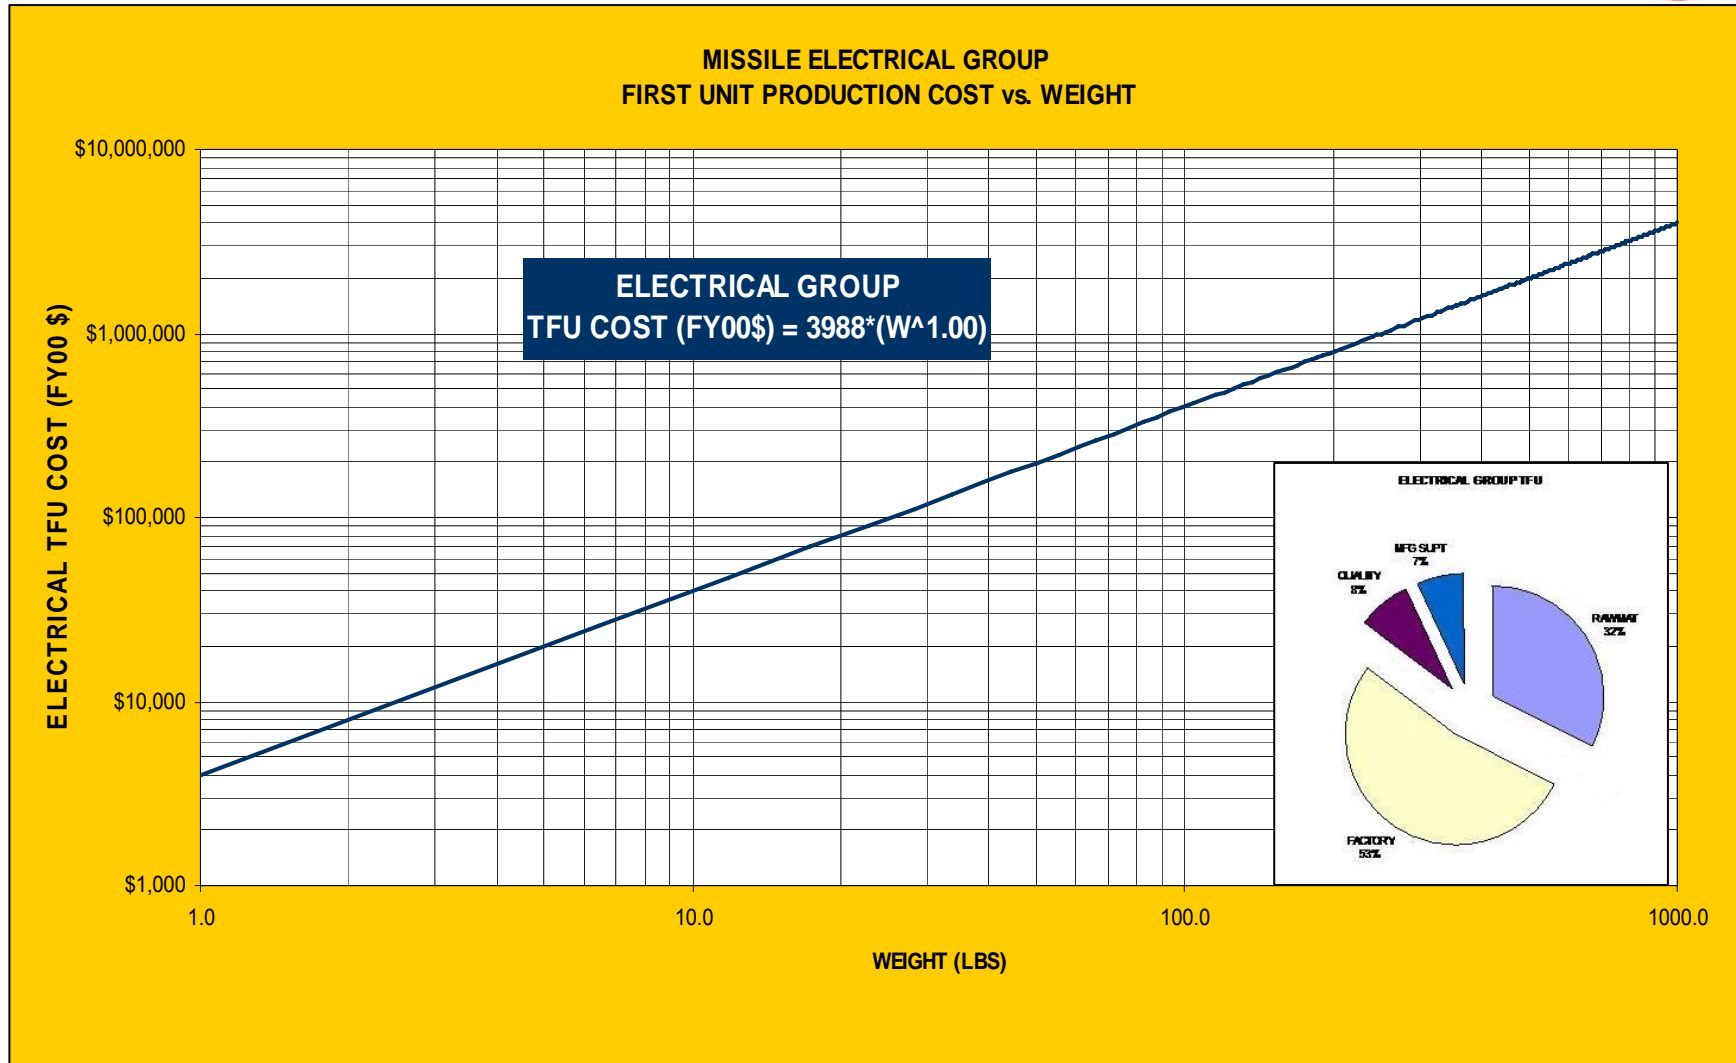 MISSILE ELECTRICAL GROUP
FIRST UNIT PRODUCTION COST vs. WEIGHT
$10,000,000
$1,000,000
$100,000
$10,000
$1,000
ELECTRICAL TFU COST (FY00 $)
ELECTRICAL GROUP
TFU COST (FY00$) = 3988*(W^1.00)
ELECTRICAL GROUP TFU
MFG SUPT
7%
QUALITY
8%
RAWMAT
32%
FACTORY
53%
1.0
10.0
100.0
1000.0
WEIGHT (LBS)